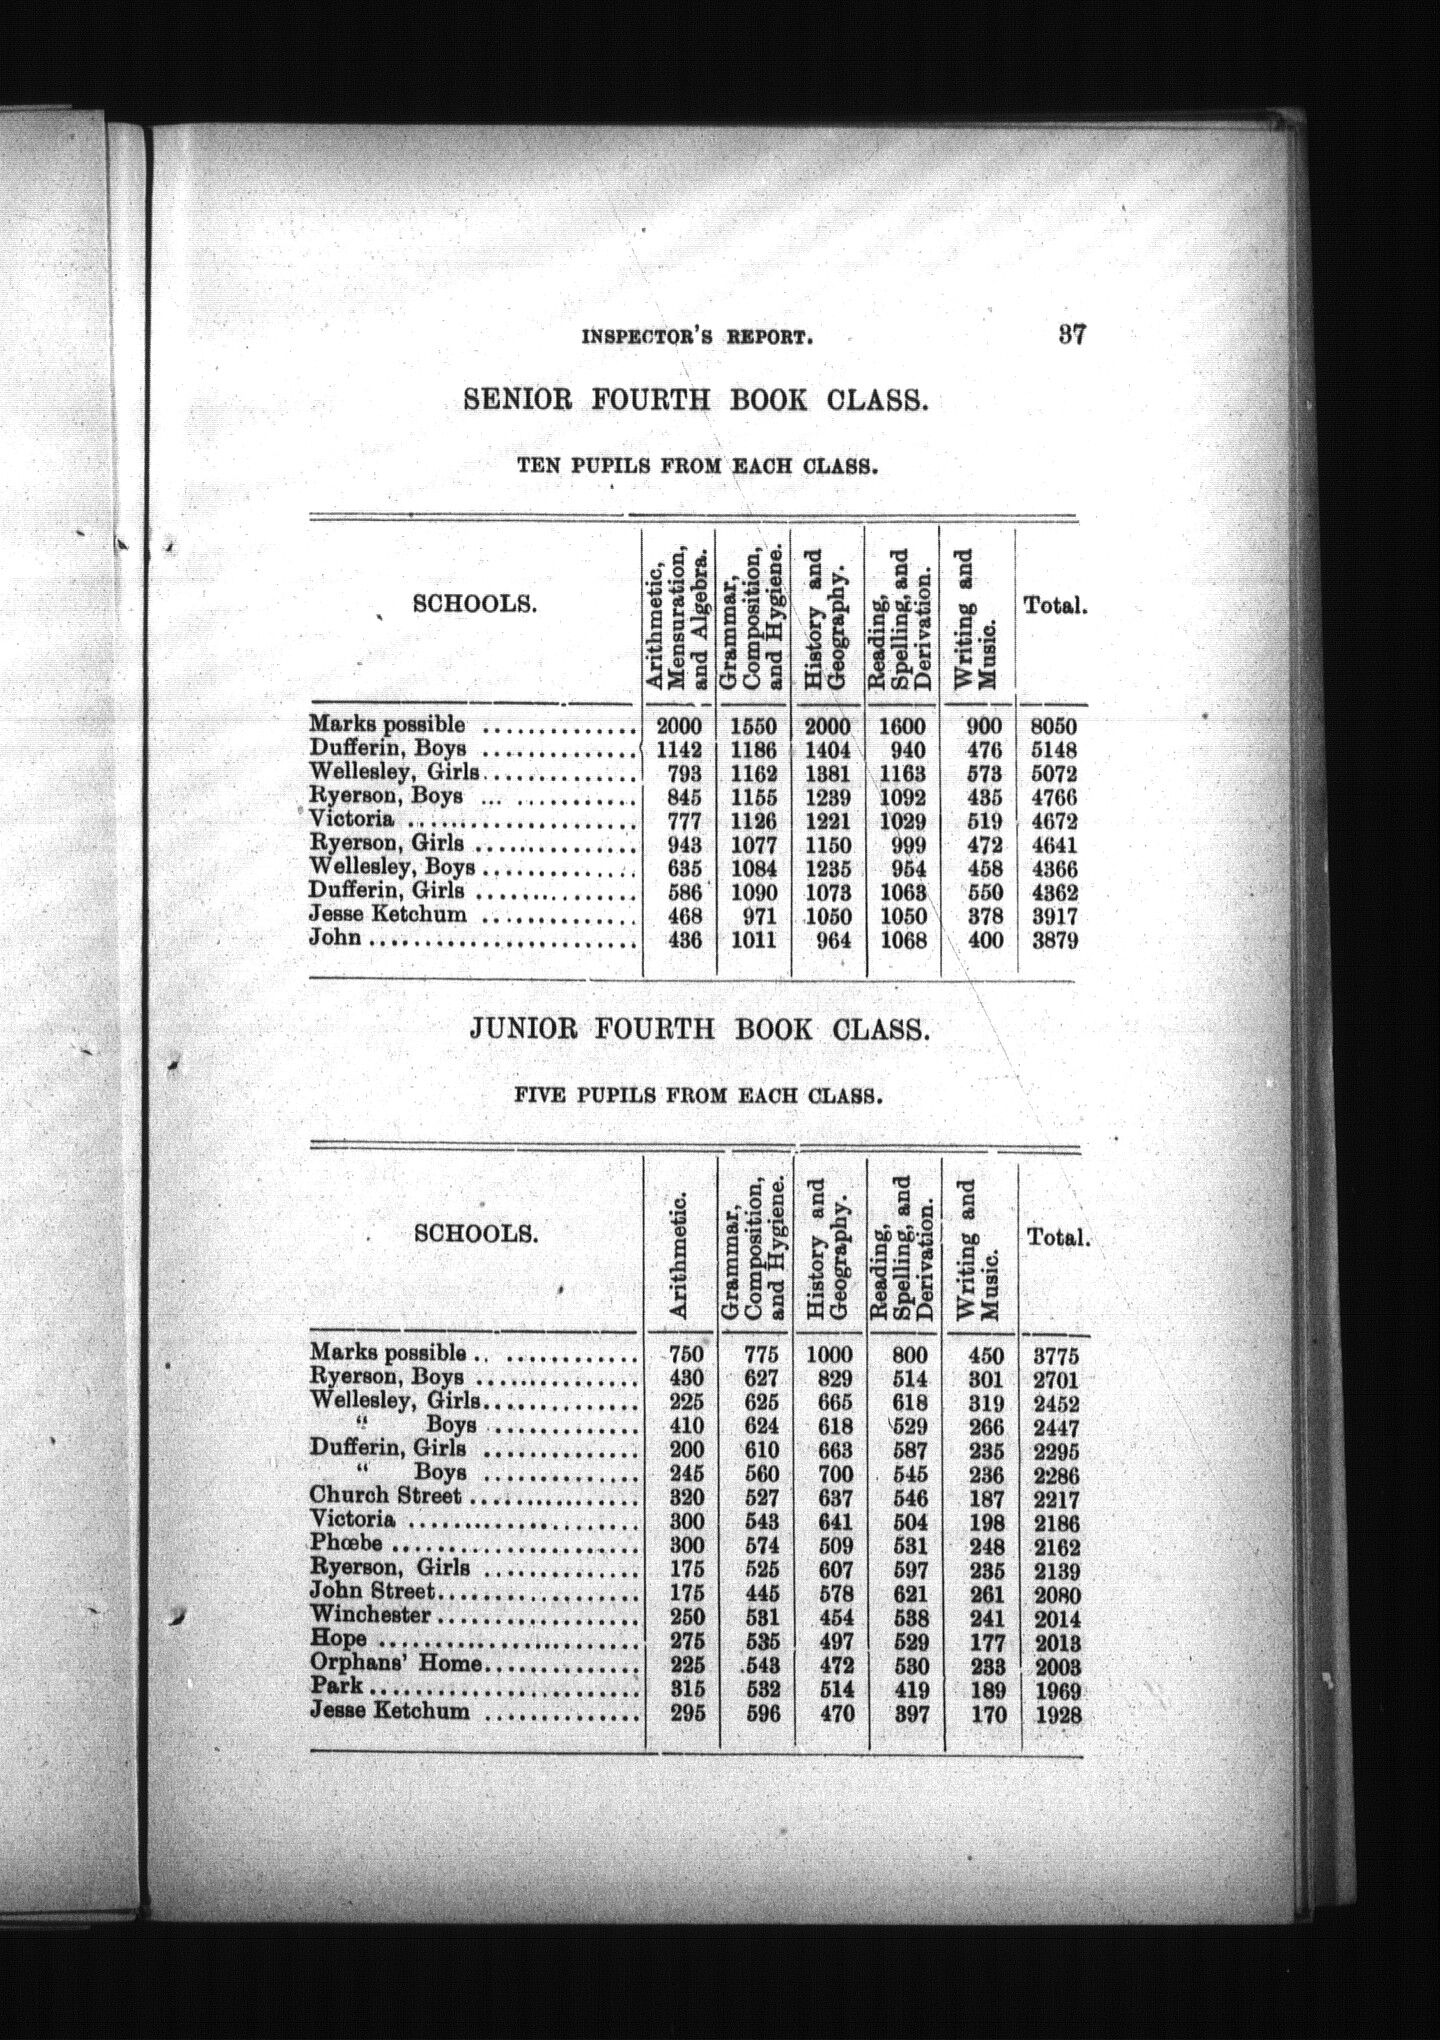 INSPECTOR'S REPORT. 37
SENIOR FOURTH BOOK CLASS.
TEN PUPILS FROM EACH CLASS.
SCHOOLS. Arithmetic, Mensuration, and Algebra. Grammar, Composition, and Hygiene. History and Geography. Reading, Spelling, and Derivation. Writing and Music. Total.
Marks possible .............. 2000 1550 2000 1600 900 8050
Dufferin, Boys .............. 1142 1186 1404 940 476 5148
Wellesley, Girls.............. 793 1162 1381 1163 573 5072
Ryerson, Boys ... ........... 845 1155 1239 1092 435 4766
Victoria ..................... 777 1126 1221 1029 519 4672
Ryerson, Girls ............... 943 1077 1150 999 472 4641
Wellesley, Boys.............. 635 1084 1235 954 458 4366
Dufferin, Girls ............... 586 1090 1073 1063 550 4362
Jesse Ketchum .............. 468 971 1050 1050 378 3917
John........................ 436 1011 964 1068 400 3879
JUNIOR FOURTH BOOK CLASS.
FIVE PUPILS FROM EACH CLASS.
SCHOOLS. Arithmetic. Grammar, Composition, and Hygiene. History and Geography. Reading, Spelling, and Derivation. Writing and Music. Total.
Marks possible .. ............ 750 775 1000 800 450 3775
Ryerson, Boys ............... 430 627 829 514 301 2701
Wellesley, Girls.............. 225 625 665 618 319 2452
" Boys ............. 410 624 618 529 266 2447
Dufferin, Girls .............. 200 610 663 587 235 2295
" Boys .............. 245 560 700 545 236 2286
Church Street ............... 320 527 637 546 187 2217
Victoria ..................... 300 543 641 504 198 2186
Phœbe ...................... 300 574 509 531 248 2162
Ryerson, Girls .............. 175 525 607 597 235 2139
John Street.................. 175 445 578 621 261 2080
Winchester .................. 250 531 454 538 241 2014
Hope ....................... 275 535 497 529 177 2013
Orphans' Home.............. 225 543 472 530 233 2003
Park........................ 315 532 514 419 189 1969
Jesse Ketchum .............. 295 596 470 397 170 1928